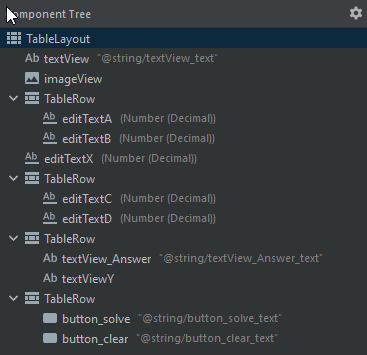 omponent Tree
TableLayout
Ab textView "@string/textView_text"
imageView
TableRow
Ab editTextA (Number (Decimal))
Ab editTextB (Number (Decimal))
Ab editTextX (Number (Decimal))
TableRow
Ab editTextC (Number (Decimal))
Ab editTextD (Number (Decimal))
TableRow
Ab textView_Answer "@string/textView_Answer_text"
Ab textViewY
TableRow
button_solve "@string/button_solve_text"
button_clear "@string/button_clear_text"